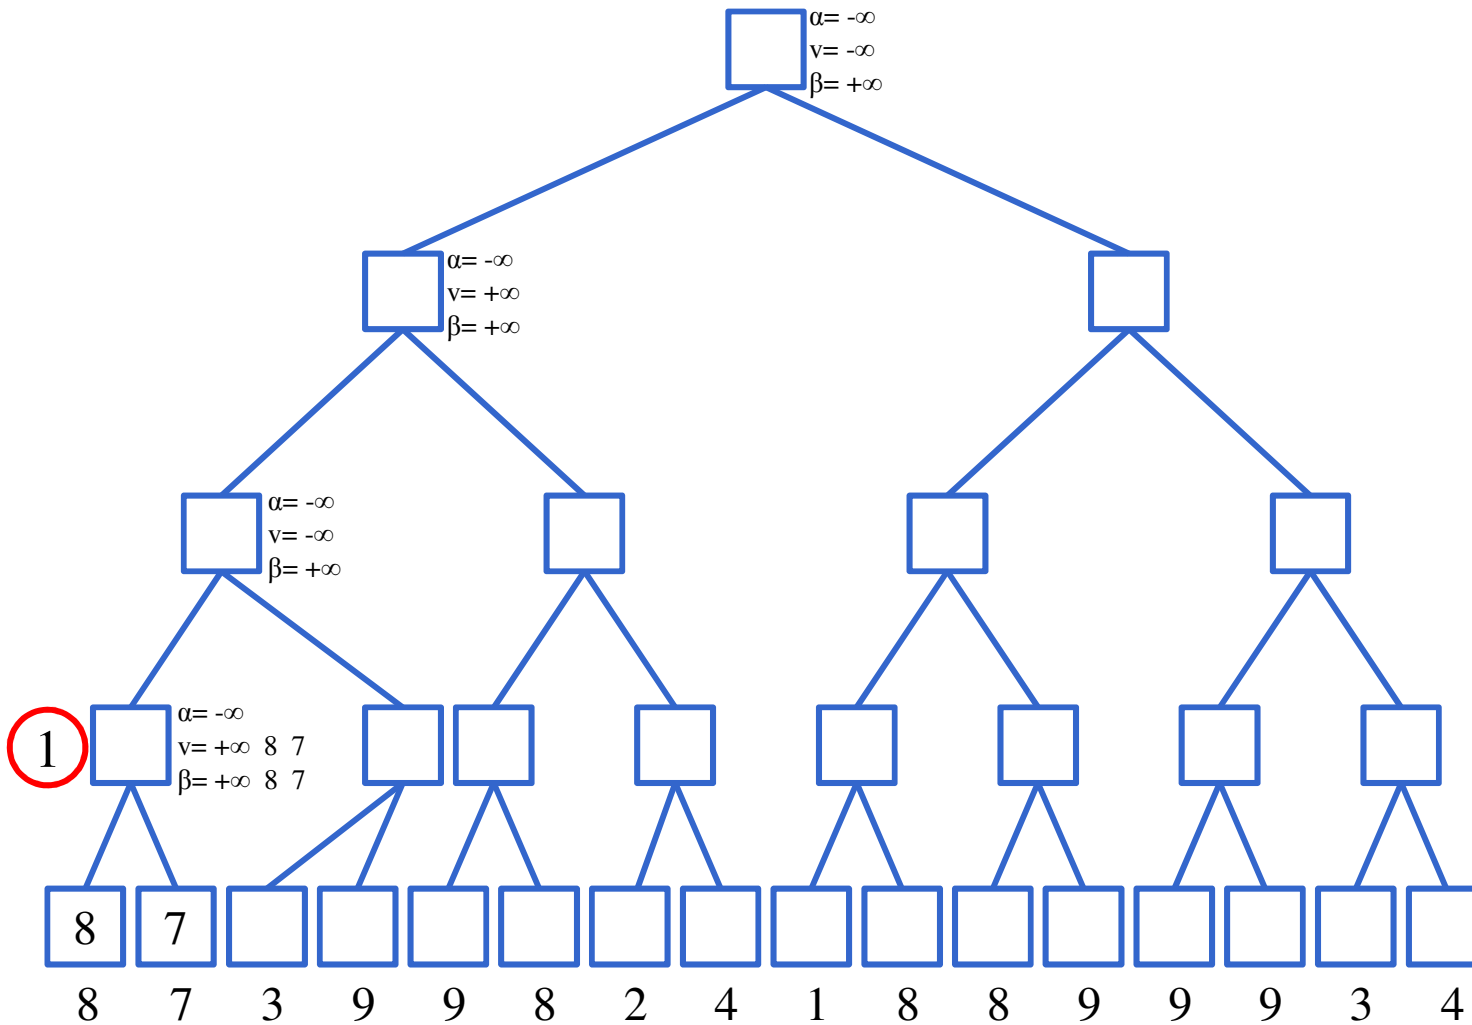 α= -∞
v= -∞
β= +∞
α= -∞
v= +∞
β= +∞
α= -∞
v= -∞
β= +∞
1
α= -∞
v= +∞ 8 7
β= +∞ 8 7
8 7
8 7 3 9 9 8 2 4 1 8 8 9 9 9 3 4